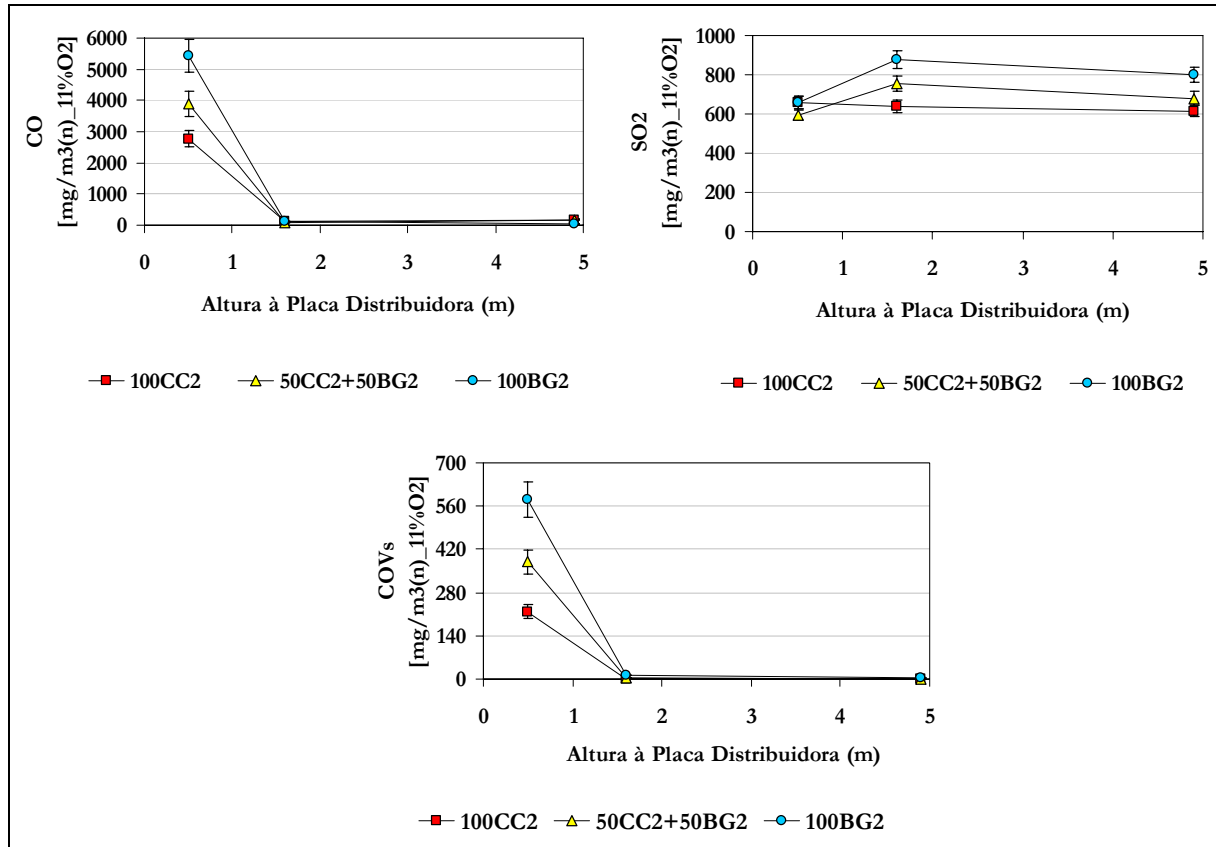 CO
[mg/m3(n)_11%O2]
6000
5000
4000
3000
2000
1000
0
0 1 2 3 4 5
Altura à Placa Distribuidora (m)
100CC2 50CC2+50BG2 100BG2
SO2
[mg/m3(n)_11%O2]
1000
800
600
400
200
0
0 1 2 3 4 5
Altura à Placa Distribuidora (m)
100CC2 50CC2+50BG2 100BG2
COVs
[mg/m3(n)_11%O2]
700
560
420
280
140
0
0 1 2 3 4 5
Altura à Placa Distribuidora (m)
100CC2 50CC2+50BG2 100BG2